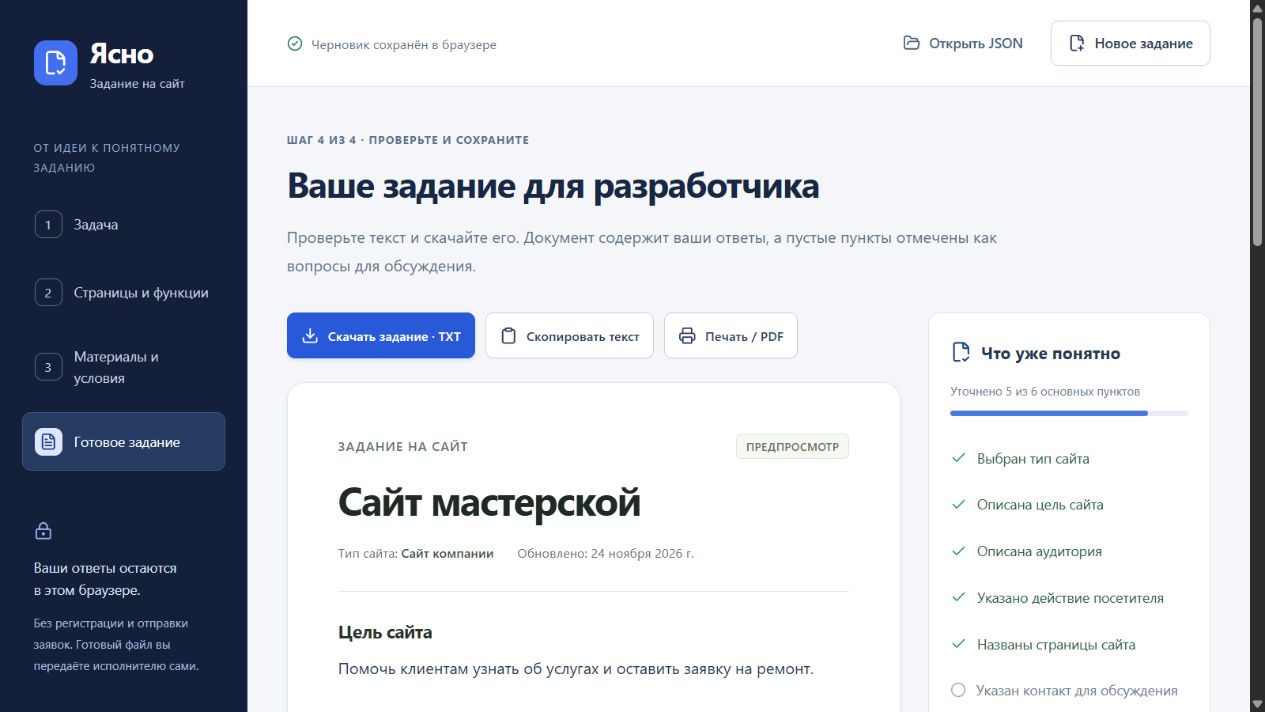 Ясно
Задание на сайт
ОТ ИДЕИ К ПОНЯТНОМУ
ЗАДАНИЮ
1 Задача
2 Страницы и функции
3 Материалы и
условия
Готовое задание
Ваши ответы остаются
в этом браузере.
Без регистрации и отправки
заявок. Готовый файл вы
передаёте исполнителю сами.
Черновик сохранён в браузере
Открыть JSON
Новое задание
ШАГ 4 ИЗ 4 · ПРОВЕРЬТЕ И СОХРАНИТЕ
Ваше задание для разработчика
Проверьте текст и скачайте его. Документ содержит ваши ответы, а пустые пункты отмечены как
вопросы для обсуждения.
Скачать задание · TXT
Скопировать текст
Печать / PDF
ЗАДАНИЕ НА САЙТ
ПРЕДПРОСМОТР
Сайт мастерской
Тип сайта: Сайт компании
Обновлено: 24 ноября 2026 г.
Цель сайта
Помочь клиентам узнать об услугах и оставить заявку на ремонт.
Что уже понятно
Уточнено 5 из 6 основных пунктов
Выбран тип сайта
Описана цель сайта
Описана аудитория
Указано действие посетителя
Названы страницы сайта
Указан контакт для обсуждения